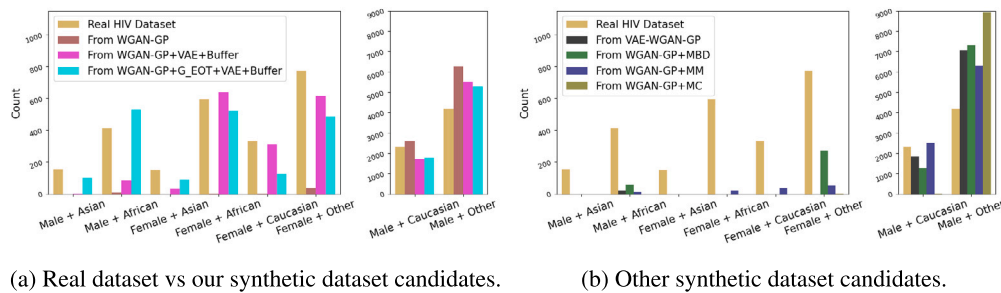 Real HIV Dataset
From WGAN-GP
From WGAN-GP+VAE+Buffer
From WGAN-GP+G_EOT+VAE+Buffer
Count
1000
800
600
400
200
0
Male + Asian
Male + African
Female + Asian
Female + African
Female + Caucasian
Female + Other
9000
8000
7000
6000
5000
4000
3000
2000
1000
0
Male + Caucasian
Male + Other
(a) Real dataset vs our synthetic dataset candidates.
Real HIV Dataset
From VAE-WGAN-GP
From WGAN-GP+MBD
From WGAN-GP+MM
From WGAN-GP+MC
Count
1000
800
600
400
200
0
Male + Asian
Male + African
Female + Asian
Female + African
Female + Caucasian
Female + Other
9000
8000
7000
6000
5000
4000
3000
2000
1000
0
Male + Caucasian
Male + Other
(b) Other synthetic dataset candidates.